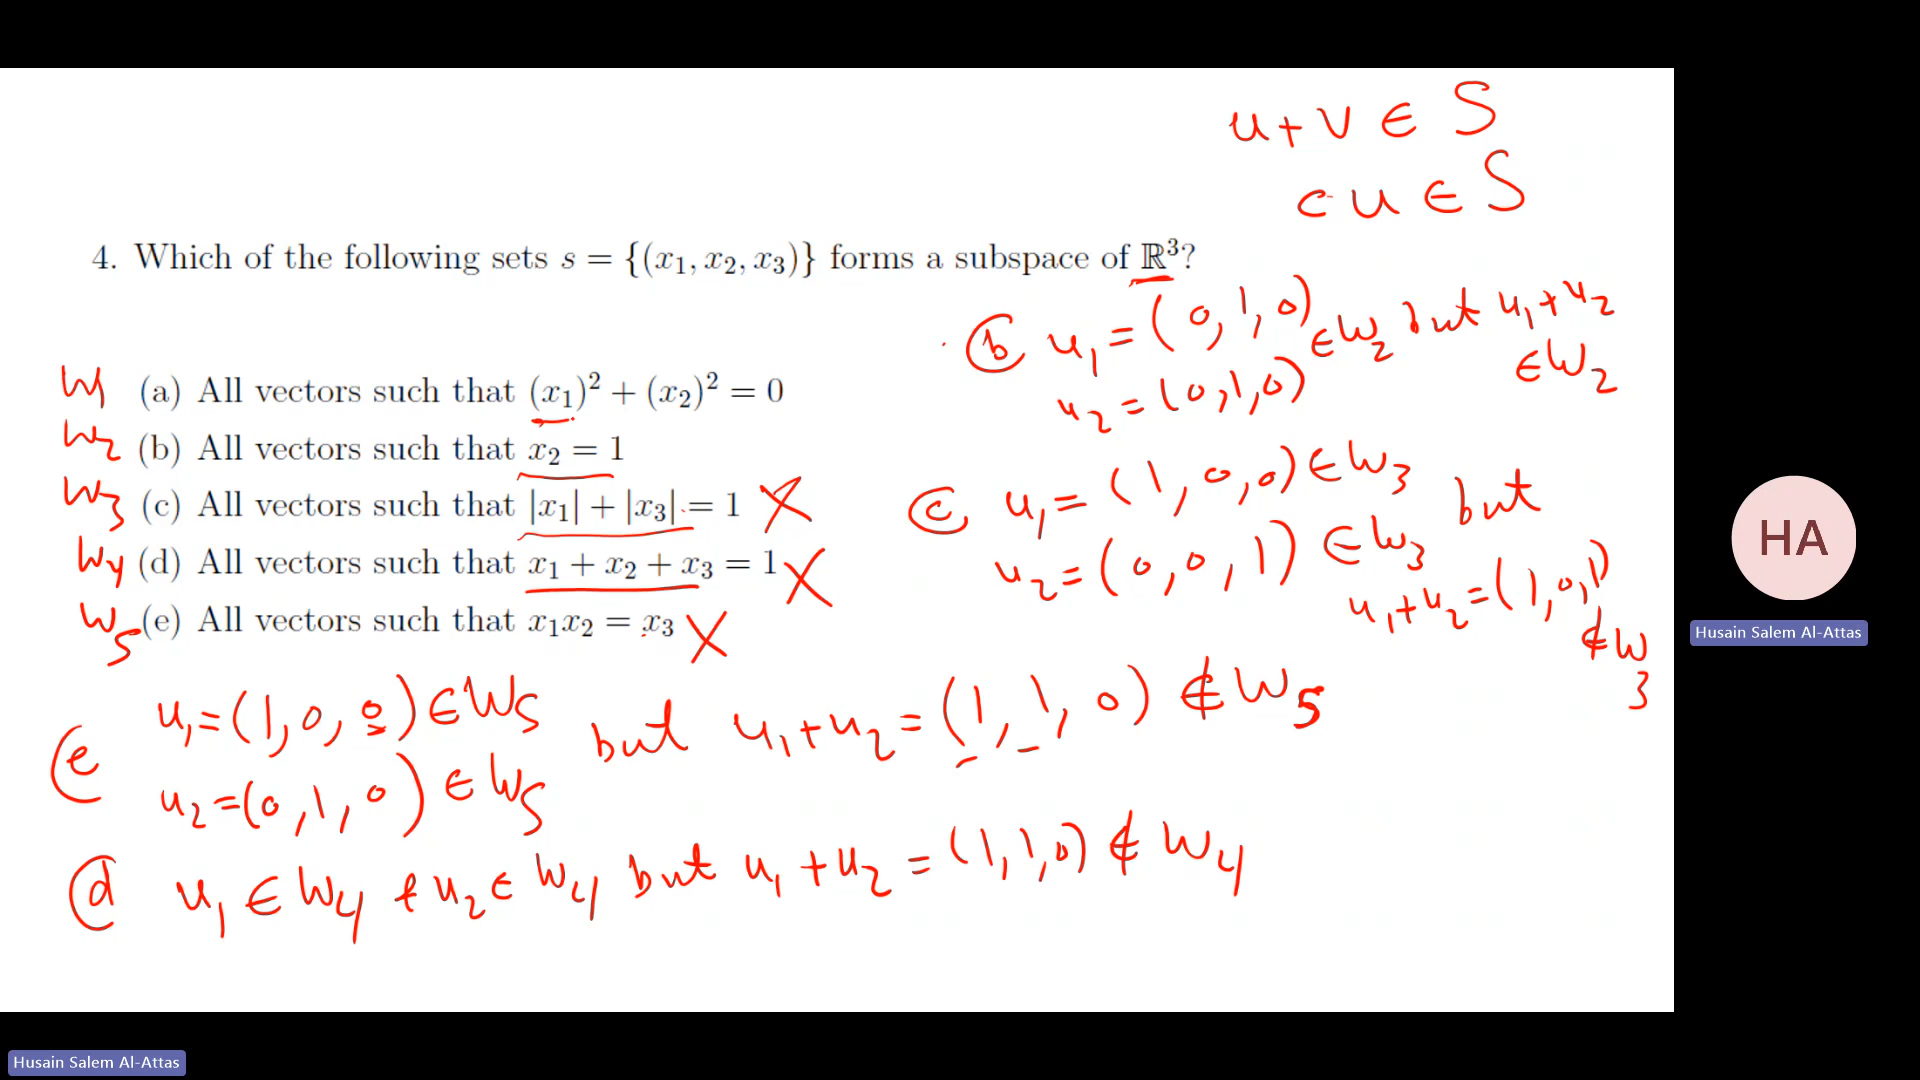 u + v ∈ S
c u ∈ S
4. Which of the following sets s = {(x₁, x₂, x₃)} forms a subspace of ℝ³?
W1 (a) All vectors such that (x₁)² + (x₂)² = 0
W2 (b) All vectors such that x₂ = 1
W3 (c) All vectors such that |x₁| + |x₃| = 1 X
W4 (d) All vectors such that x₁ + x₂ + x₃ = 1 X
W5 (e) All vectors such that x₁x₂ = x₃ X
(b) u₁ = (0, 1, 0) ∈ W₂ but u₁ + u₂
u₂ = (0, 1, 0) ∈ W₂
(c) u₁ = (1, 0, 0) ∈ W₃ but
u₂ = (0, 0, 1) ∈ W₃
u₁ + u₂ = (1, 0, 1)
∉ W₃
(e) u₁ = (1, 0, 0) ∈ W5 but u₁ + u₂ = (1, 1, 0) ∉ W5
u₂ = (0, 1, 0) ∈ W5
(d) u₁ ∈ W4 & u₂ ∈ W4 but u₁ + u₂ = (1, 1, 0) ∉ W4
HA
Husain Salem Al-Attas
Husain Salem Al-Attas